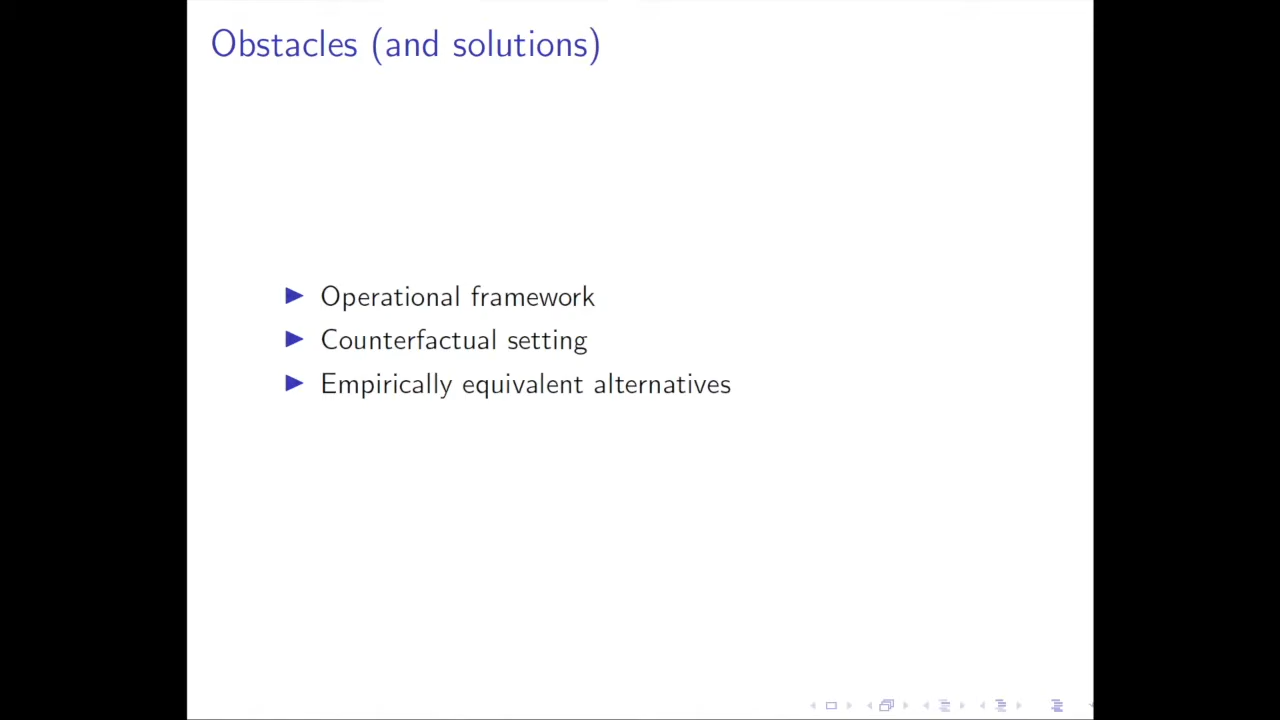 Obstacles (and solutions)
Operational framework
Counterfactual setting
Empirically equivalent alternatives